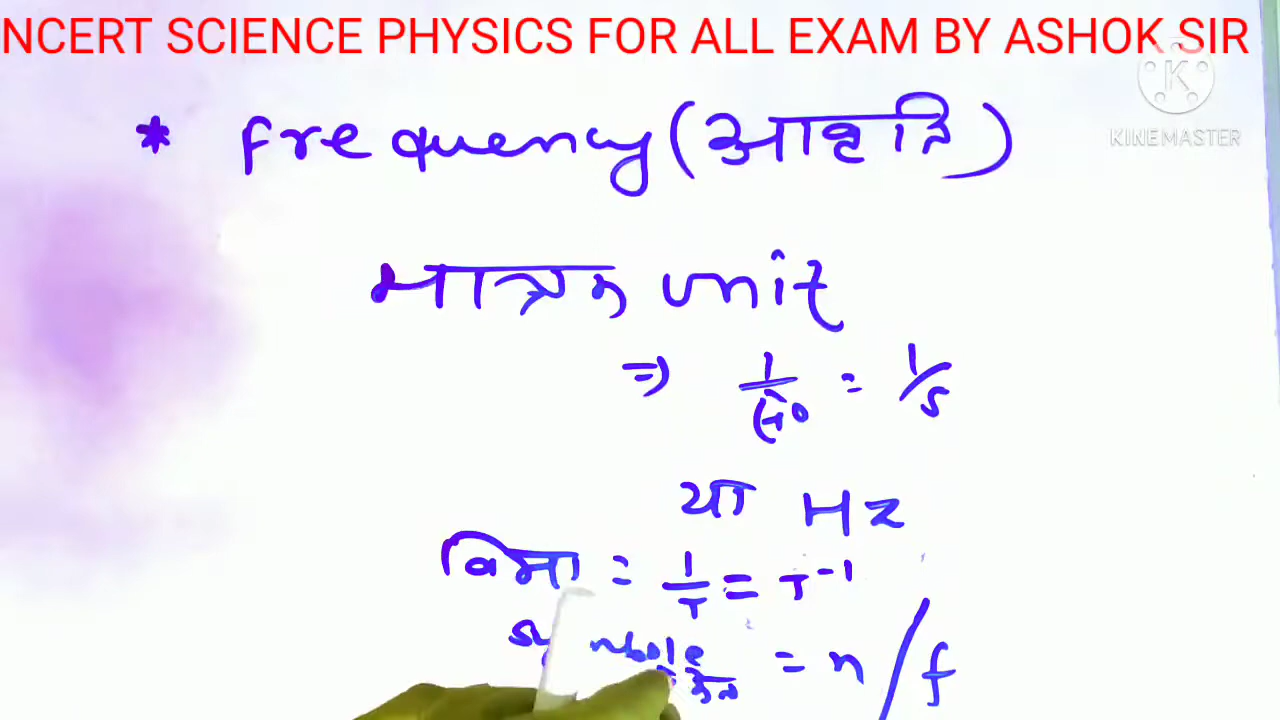 NCERT SCIENCE PHYSICS FOR ALL EXAM BY ASHOK SIR
KINEMASTER
* Frequency (आवृत्ति)
मात्रक unit
⇒ 1/से० = 1/s
या Hz
विमा = 1/T = T⁻¹
= n / f